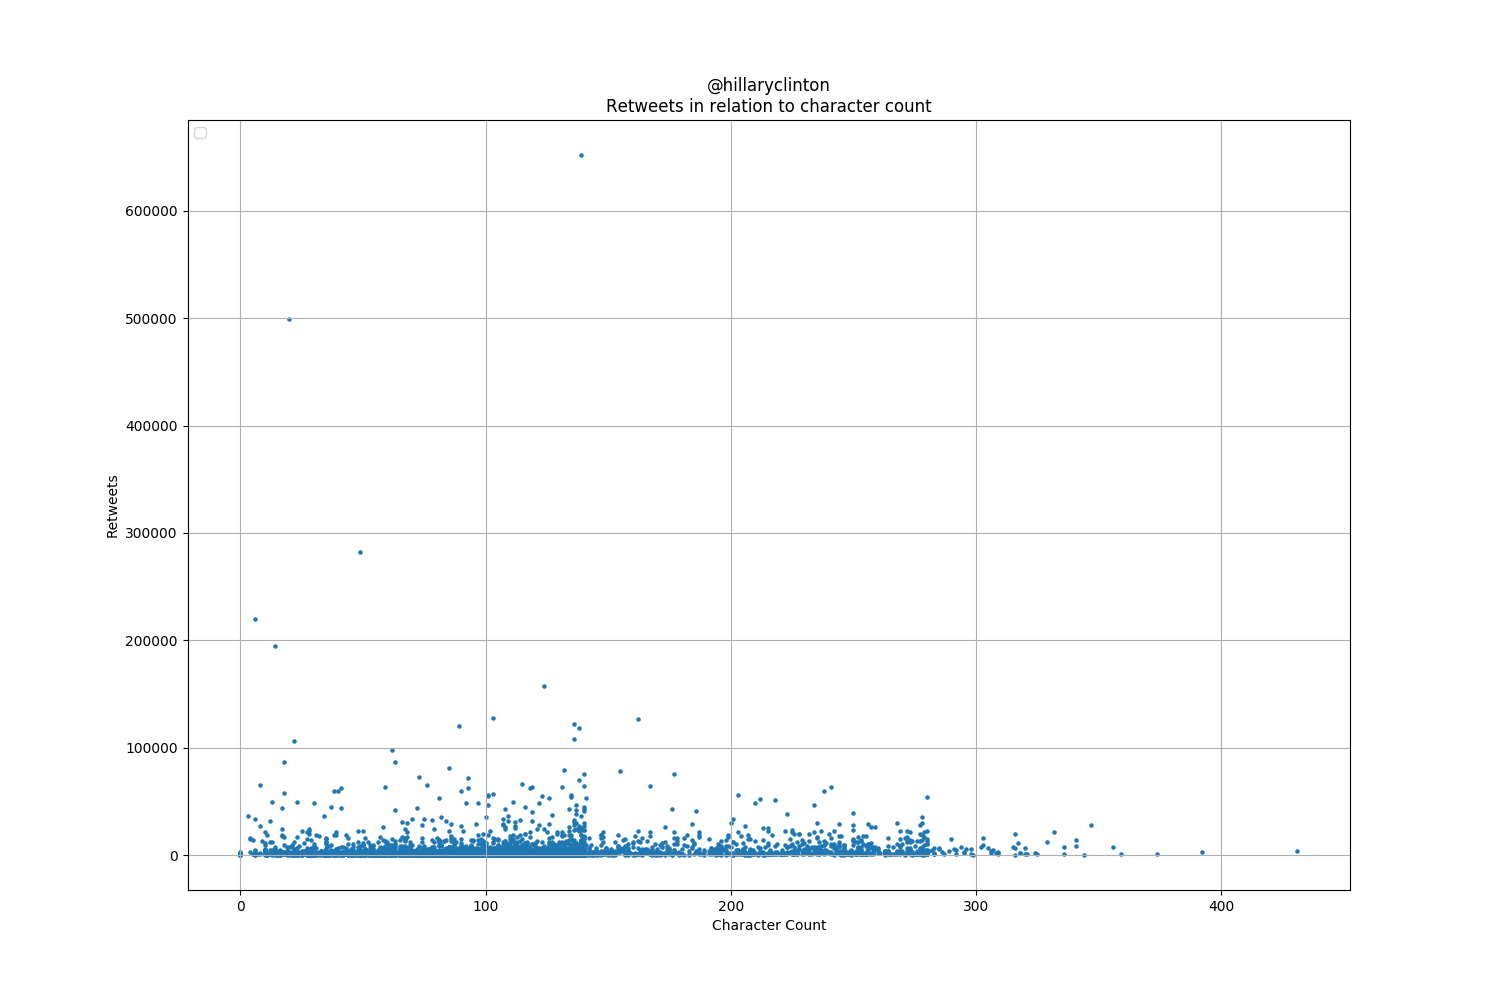 @hillaryclinton
Retweets in relation to character count
600000
500000
400000
300000
200000
100000
0
Retweets
0 100 200 300 400
Character Count